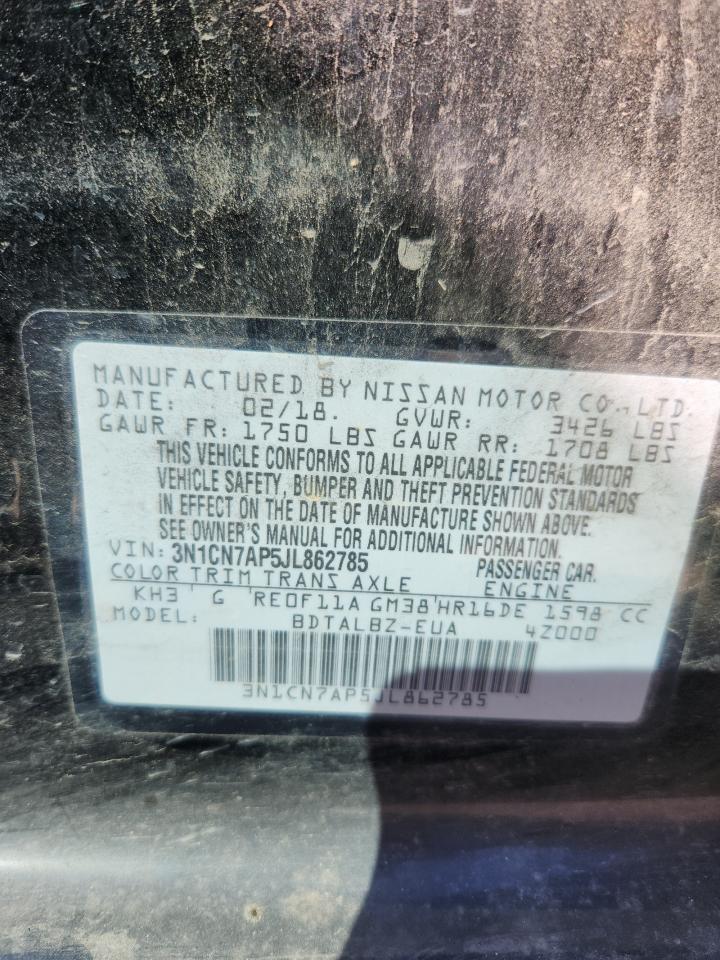 MANUFACTURED BY NISSAN MOTOR CO., LTD.
DATE: 02/18. GVWR: 3426 LBS
GAWR FR: 1750 LBS GAWR RR: 1708 LBS
THIS VEHICLE CONFORMS TO ALL APPLICABLE FEDERAL MOTOR
VEHICLE SAFETY, BUMPER AND THEFT PREVENTION STANDARDS
IN EFFECT ON THE DATE OF MANUFACTURE SHOWN ABOVE.
SEE OWNER'S MANUAL FOR ADDITIONAL INFORMATION.
VIN: 3N1CN7AP5JL862785 PASSENGER CAR.
COLOR TRIM TRANS AXLE ENGINE
KH3 ' G 'RE0F11A GM38'HR16DE 1598 CC
MODEL: BDTALBZ-EUA 4Z000
3N1CN7AP5JL862785